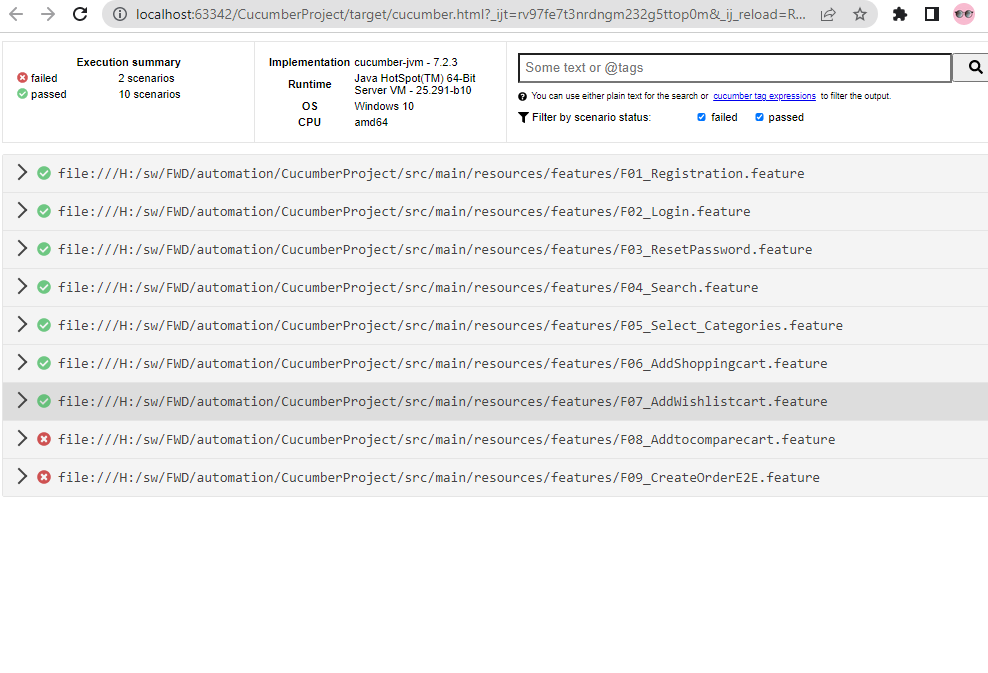 localhost:63342/CucumberProject/target/cucumber.html?_ijt=rv97fe7t3nrdngm232g5ttop0m&_ij_reload=R...
Execution summary
failed 2 scenarios
passed 10 scenarios
Implementation cucumber-jvm - 7.2.3
Runtime Java HotSpot(TM) 64-Bit
Server VM - 25.291-b10
OS Windows 10
CPU amd64
Some text or @tags
You can use either plain text for the search or cucumber tag expressions to filter the output.
Filter by scenario status: failed passed
file:///H:/sw/FWD/automation/CucumberProject/src/main/resources/features/F01_Registration.feature
file:///H:/sw/FWD/automation/CucumberProject/src/main/resources/features/F02_Login.feature
file:///H:/sw/FWD/automation/CucumberProject/src/main/resources/features/F03_ResetPassword.feature
file:///H:/sw/FWD/automation/CucumberProject/src/main/resources/features/F04_Search.feature
file:///H:/sw/FWD/automation/CucumberProject/src/main/resources/features/F05_Select_Categories.feature
file:///H:/sw/FWD/automation/CucumberProject/src/main/resources/features/F06_AddShoppingcart.feature
file:///H:/sw/FWD/automation/CucumberProject/src/main/resources/features/F07_AddWishlistcart.feature
file:///H:/sw/FWD/automation/CucumberProject/src/main/resources/features/F08_Addtocomparecart.feature
file:///H:/sw/FWD/automation/CucumberProject/src/main/resources/features/F09_CreateOrderE2E.feature